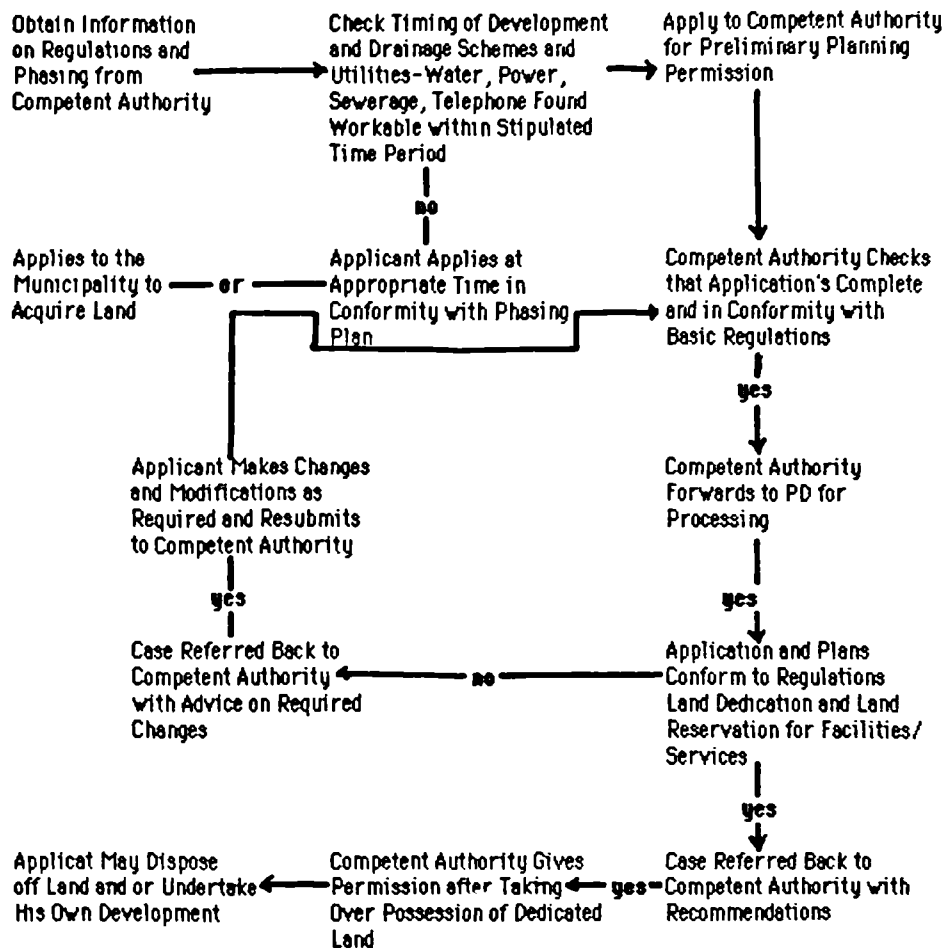 Obtain Information
on Regulations and
Phasing from
Competent Authority
Check Timing of Development
and Drainage Schemes and
Utilities-Water, Power,
Sewerage, Telephone Found
Workable within Stipulated
Time Period
Apply to Competent Authority
for Preliminary Planning
Permission
no
Applies to the
Municipality to
Acquire Land
or
Applicant Applies at
Appropriate Time in
Conformity with Phasing
Plan
Competent Authority Checks
that Application's Complete
and in Conformity with
Basic Regulations
yes
Applicant Makes Changes
and Modifications as
Required and Resubmits
to Competent Authority
Competent Authority
Forwards to PD for
Processing
yes
yes
Case Referred Back to
Competent Authority
with Advice on Required
Changes
no
Application and Plans
Conform to Regulations
Land Dedication and Land
Reservation for Facilities/
Services
yes
Applicat May Dispose
off Land and or Undertake
His Own Development
Competent Authority Gives
Permission after Taking
Over Possession of Dedicated
Land
yes
Case Referred Back to
Competent Authority with
Recommendations